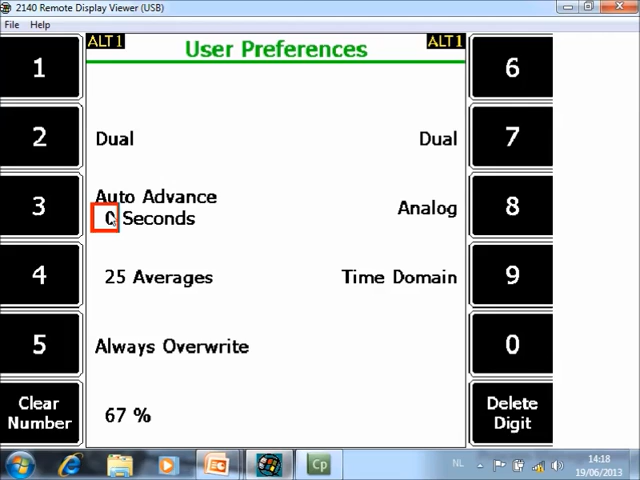 2140 Remote Display Viewer (USB)
File Help
ALT1 User Preferences ALT1
1
6
2
Dual
Dual
7
3
Auto Advance
0 Seconds
Analog
8
4
25 Averages
Time Domain
9
5
Always Overwrite
0
Clear
Number
67 %
Delete
Digit
Cp
NL
14:18
19/06/2013